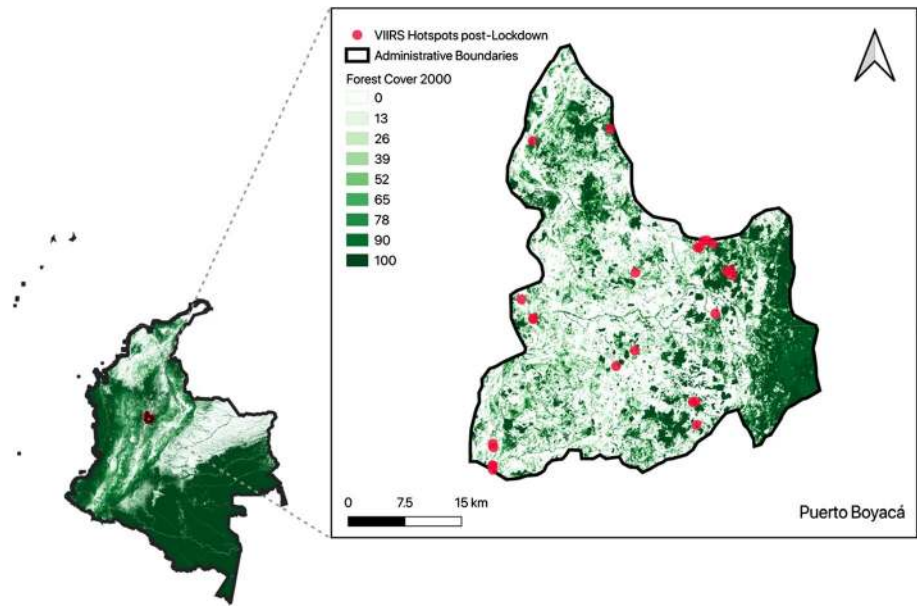 VIIRS Hotspots post-Lockdown
Administrative Boundaries
Forest Cover 2000
0
13
26
39
52
65
78
90
100
0 7.5 15 km
Puerto Boyacá